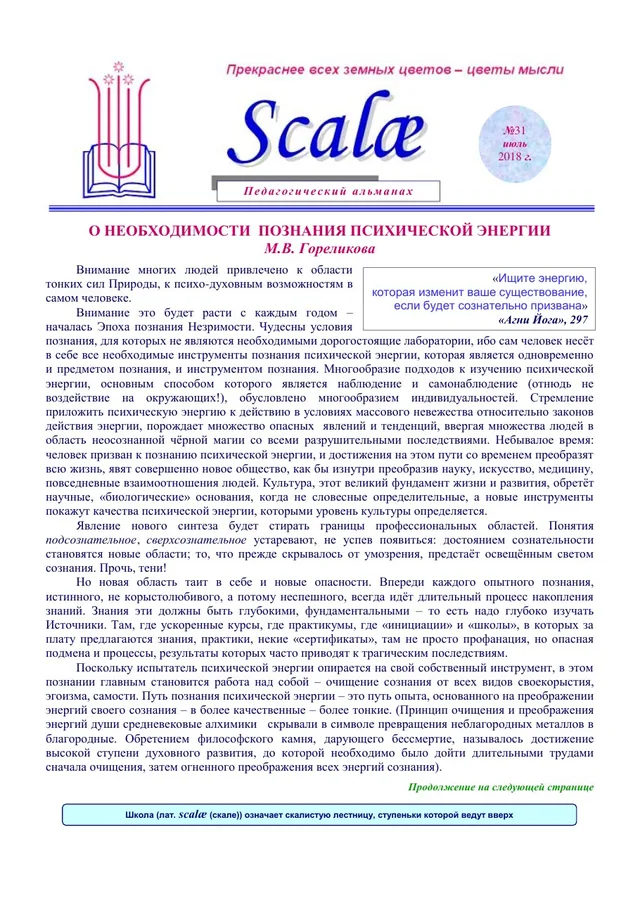 Прекраснее всех земных цветов – цветы мысли
Scalæ
№31
июль
2018 г.
Педагогический альманах
О НЕОБХОДИМОСТИ ПОЗНАНИЯ ПСИХИЧЕСКОЙ ЭНЕРГИИ
М.В. Гореликова
«Ищите энергию,
которая изменит ваше существование,
если будет сознательно призвана»
«Агни Йога», 297
Внимание многих людей привлечено к области
тонких сил Природы, к психо-духовным возможностям в
самом человеке.
Внимание это будет расти с каждым годом –
началась Эпоха познания Незримости. Чудесны условия
познания, для которых не являются необходимыми дорогостоящие лаборатории, ибо сам человек несёт
в себе все необходимые инструменты познания психической энергии, которая является одновременно
и предметом познания, и инструментом познания. Многообразие подходов к изучению психической
энергии, основным способом которого является наблюдение и самонаблюдение (отнюдь не
воздействие на окружающих!), обусловлено многообразием индивидуальностей. Стремление
приложить психическую энергию к действию в условиях массового невежества относительно законов
действия энергии, порождает множество опасных явлений и тенденций, ввергая множества людей в
область неосознанной чёрной магии со всеми разрушительными последствиями. Небывалое время:
человек призван к познанию психической энергии, и достижения на этом пути со временем преобразят
всю жизнь, явят совершенно новое общество, как бы изнутри преобразив науку, искусство, медицину,
повседневные взаимоотношения людей. Культура, этот великий фундамент жизни и развития, обретёт
научные, «биологические» основания, когда не словесные определительные, а новые инструменты
покажут качества психической энергии, которыми уровень культуры определяется.
Явление нового синтеза будет стирать границы профессиональных областей. Понятия
подсознательное, сверхсознательное устаревают, не успев появиться: достоянием сознательности
становятся новые области; то, что прежде скрывалось от умозрения, предстаёт освещённым светом
сознания. Прочь, тени!
Но новая область таит в себе и новые опасности. Впереди каждого опытного познания,
истинного, не корыстолюбивого, а потому неспешного, всегда идёт длительный процесс накопления
знаний. Знания эти должны быть глубокими, фундаментальными – то есть надо глубоко изучать
Источники. Там, где ускоренные курсы, где практикумы, где «инициации» и «школы», в которых за
плату предлагаются знания, практики, некие «сертификаты», там не просто профанация, но опасная
подмена и процессы, результаты которых часто приводят к трагическим последствиям.
Поскольку испытатель психической энергии опирается на свой собственный инструмент, в этом
познании главным становится работа над собой – очищение сознания от всех видов своекорыстия,
эгоизма, самости. Путь познания психической энергии – это путь опыта, основанного на преображении
энергий своего сознания – в более качественные – более тонкие. (Принцип очищения и преображения
энергий души средневековые алхимики скрывали в символе превращения неблагородных металлов в
благородные. Обретением философского камня, дарующего бессмертие, называлось достижение
высокой ступени духовного развития, до которой необходимо было дойти длительными трудами
сначала очищения, затем огненного преображения всех энергий сознания).
Продолжение на следующей странице
Школа (лат. scalæ (скале)) означает скалистую лестницу, ступеньки которой ведут вверх